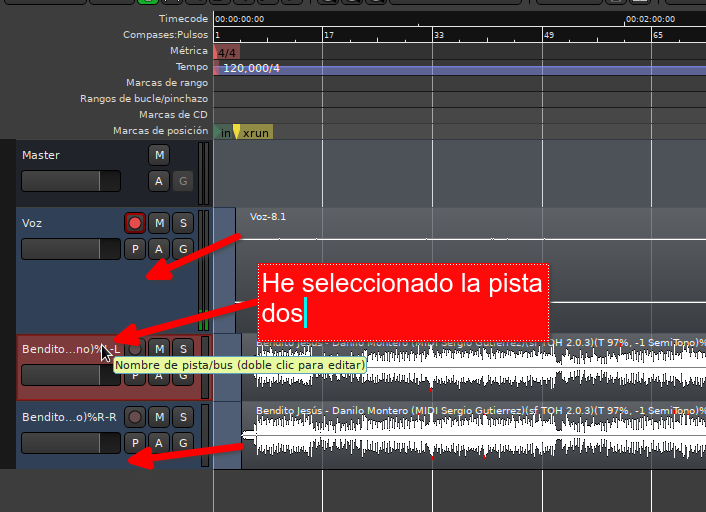 Timecode
00:00:00:00
00:02:00:00
Compases:Pulsos
1 17 33 49 65
Métrica
4/4
Tempo
120,000/4
Marcas de rango
Rangos de bucle/pinchazo
Marcas de CD
Marcas de posición
in xrun
Master
M
A G
Voz
M S
P A G
Voz-8.1
He seleccionado la pista
dos
Bendito...no)%
-L
M S
Bendito Jesús - Danilo Montero (MIDI Sergio Gutierrez)(sf TOH 2.0.3)(T 97%, -1 SemiTono)%
Nombre de pista/bus (doble clic para editar)
P A G
Bendito...o)%R-R
M S
P A G
Bendito Jesús - Danilo Montero (MIDI Sergio Gutierrez)(sf TOH 2.0.3)(T 97%, -1 SemiTono)%